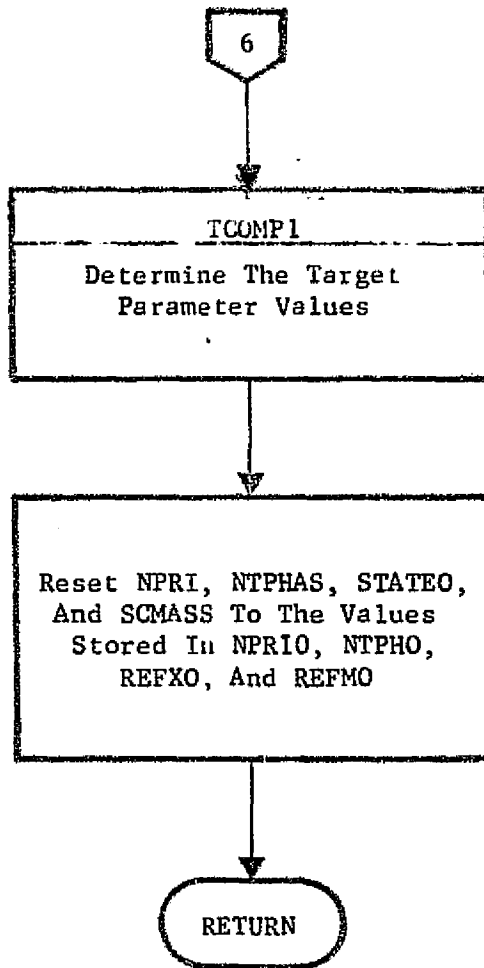 6
TCOMP1
Determine The Target
Parameter Values
Reset NPRI, NTPHAS, STATEO,
And SCMASS To The Values
Stored In NPRIO, NTPHO,
REFXO, And REFMO
RETURN